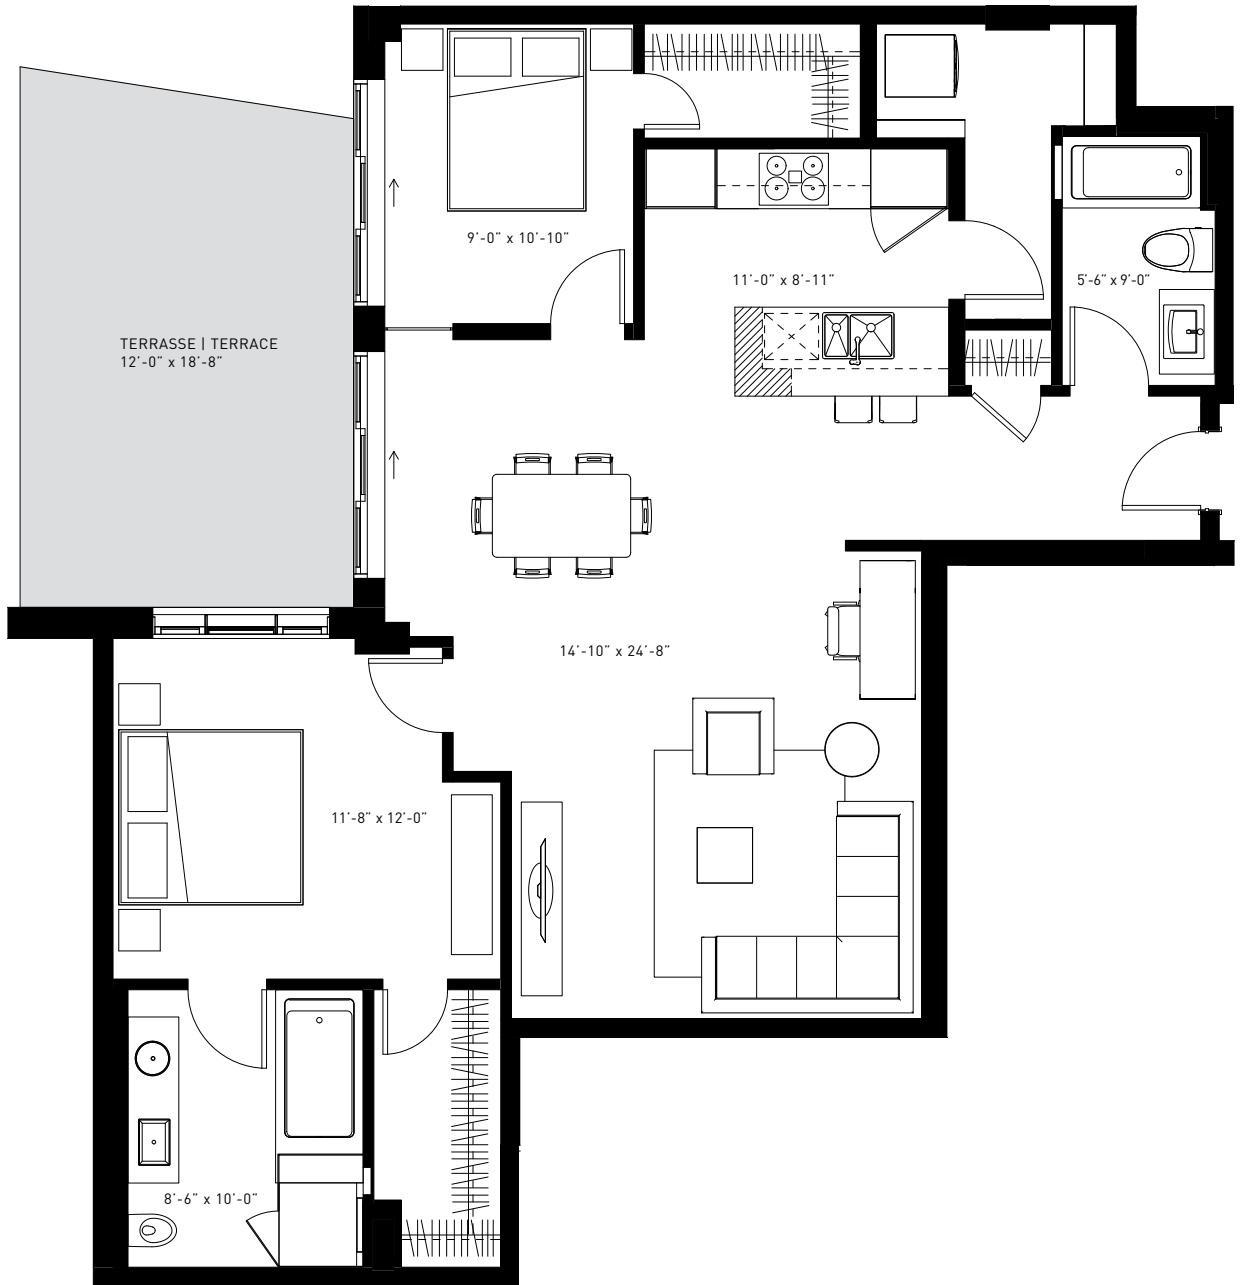 9'-0" x 10'-10"
11'-0" x 8'-11"
5'-6" x 9'-0"
TERRASSE | TERRACE
12'-0" x 18'-8"
14'-10" x 24'-8"
11'-8" x 12'-0"
8'-6" x 10'-0"